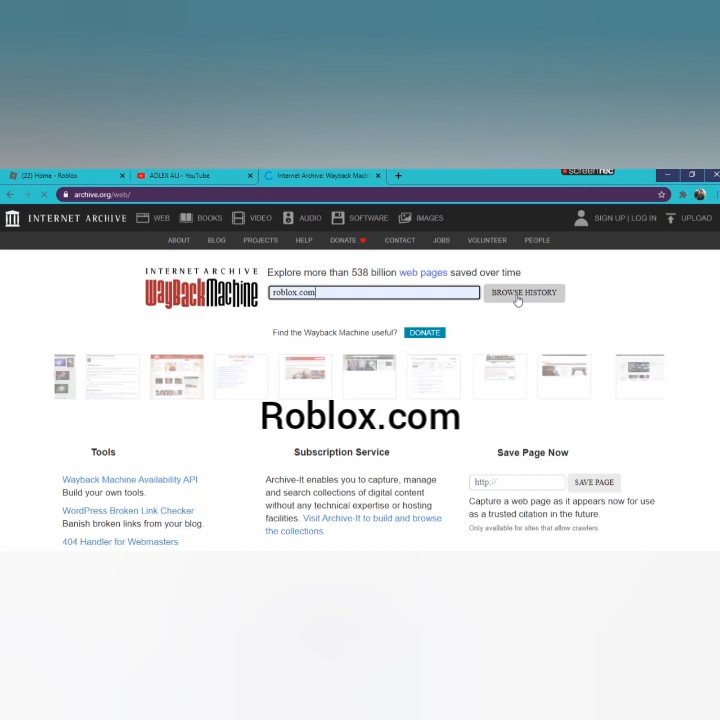 (22) Home - Roblox
ADLEX ALI - YouTube
Internet Archive: Wayback Mach
screenrec
archive.org/web/
INTERNET ARCHIVE WEB BOOKS VIDEO AUDIO SOFTWARE IMAGES SIGN UP | LOG IN UPLOAD
ABOUT BLOG PROJECTS HELP DONATE CONTACT JOBS VOLUNTEER PEOPLE
INTERNET ARCHIVE
WayBackMachine
Explore more than 538 billion web pages saved over time
roblox.com BROWSE HISTORY
Find the Wayback Machine useful? DONATE
Roblox.com
Tools
Wayback Machine Availability API
Build your own tools.
WordPress Broken Link Checker
Banish broken links from your blog.
404 Handler for Webmasters
Subscription Service
Archive-It enables you to capture, manage
and search collections of digital content
without any technical expertise or hosting
facilities. Visit Archive-It to build and browse
the collections.
Save Page Now
http:// SAVE PAGE
Capture a web page as it appears now for use
as a trusted citation in the future.
Only available for sites that allow crawlers.